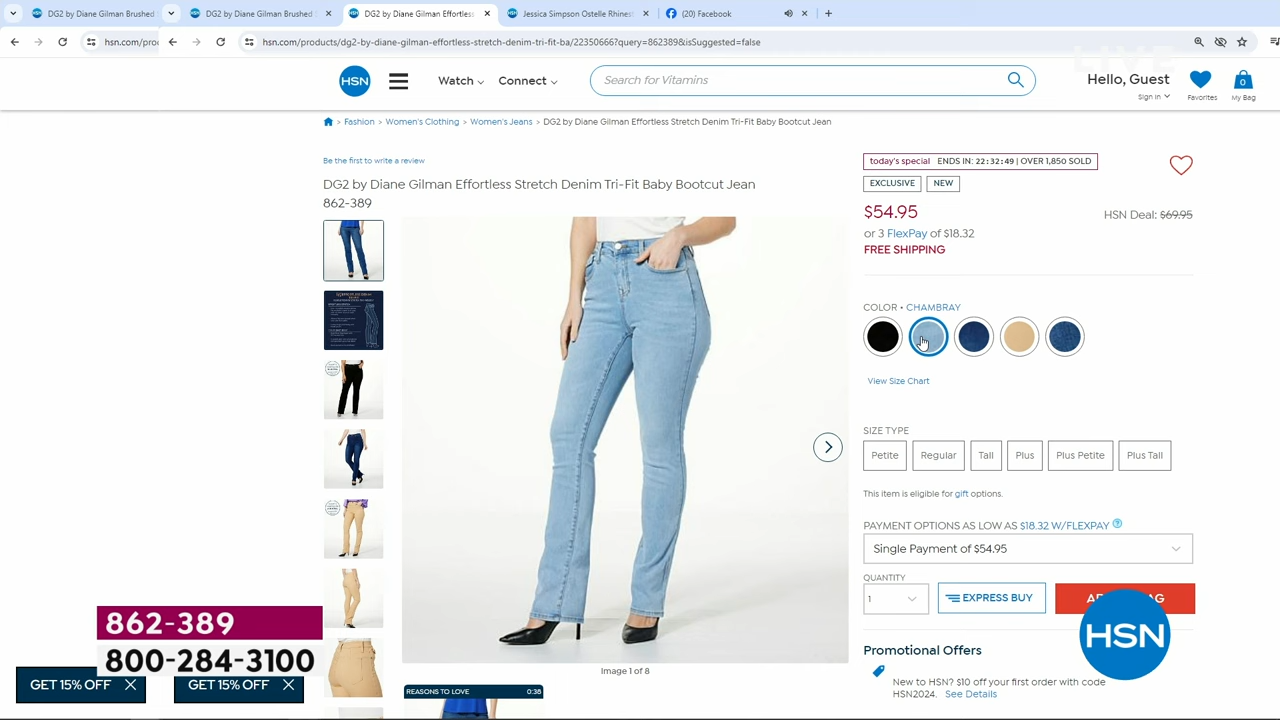 DG2 by Diane Gilman Effortless
DG2 by Diane Gilman Brushed
DG2 by Diane Gilman Effortless
Jessica Simpson Ostelle Rhines
(20) Facebook
hsn.com/pro
hsn.com/products/dg2-by-diane-gilman-effortless-stretch-denim-tri-fit-ba/22350666?query=862389&isSuggested=false
HSN
Watch
Connect
Search for Vitamins
llo, Guest
Sign in
Favorites
0
My Bag
> Fashion > Women's Clothing > Women's Jeans > DG2 by Diane Gilman Effortless Stretch Denim Tri-Fit Baby Bootcut Jean
Be the first to write a review
DG2 by Diane Gilman Effortless Stretch Denim Tri-Fit Baby Bootcut Jean
862-389
today's special ENDS IN: 22:32:49 | OVER 1,800 SOLD
EXCLUSIVE
NEW
$54.95
HSN Deal: $69.95
or 3 FlexPay of $18.32
FREE SHIPPING
OR • CHAMBRAY
View Size Chart
SIZE TYPE
Petite
Regular
Tall
Plus
Plus Petite
Plus Tall
This item is eligible for gift options.
PAYMENT OPTIONS AS LOW AS $18.32 W/FLEXPAY
Single Payment of $54.95
QUANTITY
1
EXPRESS BUY
AD
AG
HSN
Promotional Offers
New to HSN? $10 off your first order with code
HSN2024. See Details
Image 1 of 8
REASONS TO LOVE
0:38
862-389
800-284-3100
GET 15% OFF
GET 15% OFF